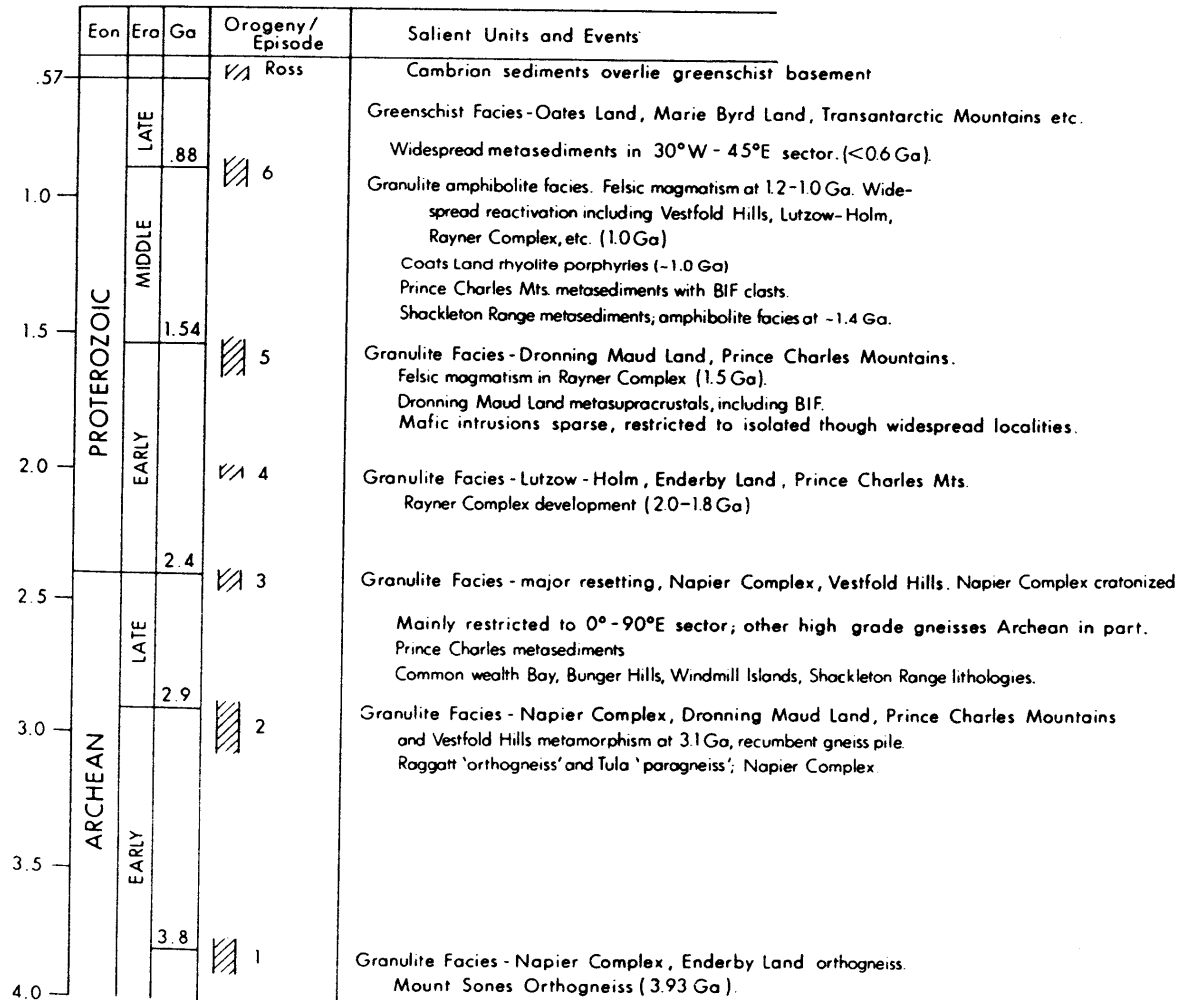 Eon Era Ga Orogeny/ Episode Salient Units and Events
.57 Ross Cambrian sediments overlie greenschist basement
Greenschist Facies-Oates Land, Marie Byrd Land, Transantarctic Mountains etc.
LATE
.88 Widespread metasediments in 30°W - 45°E sector. (<0.6 Ga).
6
1.0
Granulite amphibolite facies. Felsic magmatism at 1.2-1.0 Ga. Wide-
spread reactivation including Vestfold Hills, Lutzow-Holm,
Rayner Complex, etc. (1.0 Ga)
MIDDLE
Coats Land rhyolite porphyries (~1.0 Ga)
Prince Charles Mts. metasediments with BIF clasts.
Shackleton Range metasediments; amphibolite facies at ~1.4 Ga.
1.5
1.54
PROTEROZOIC
5 Granulite Facies - Dronning Maud Land, Prince Charles Mountains.
Felsic magmatism in Rayner Complex (1.5 Ga).
Dronning Maud Land metasupracrustals, including BIF.
Mafic intrusions sparse, restricted to isolated though widespread localities.
EARLY
2.0
4 Granulite Facies - Lutzow - Holm, Enderby Land, Prince Charles Mts.
Rayner Complex development (2.0-1.8 Ga)
2.4
3 Granulite Facies - major resetting, Napier Complex, Vestfold Hills. Napier Complex cratonized
2.5
Mainly restricted to 0° - 90°E sector; other high grade gneisses Archean in part.
LATE
Prince Charles metasediments
Common wealth Bay, Bunger Hills, Windmill Islands, Shackleton Range lithologies.
2.9
2 Granulite Facies - Napier Complex, Dronning Maud Land, Prince Charles Mountains
3.0
and Vestfold Hills metamorphism at 3.1 Ga, recumbent gneiss pile.
Raggatt 'orthogneiss' and Tula 'paragneiss'; Napier Complex
ARCHEAN
EARLY
3.5
3.8
1 Granulite Facies - Napier Complex, Enderby Land orthogneiss.
Mount Sones Orthogneiss (3.93 Ga).
4.0